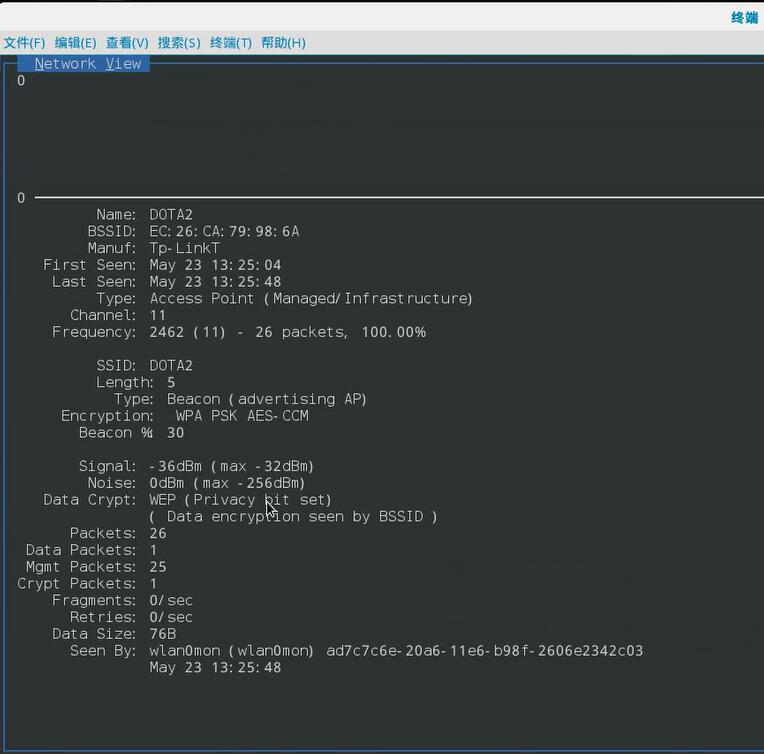 终端
文件(F) 编辑(E) 查看(V) 搜索(S) 终端(T) 帮助(H)
Network View
0
0
Name: DOTA2
BSSID: EC:26:CA:79:98:6A
Manuf: Tp-LinkT
First Seen: May 23 13:25:04
Last Seen: May 23 13:25:48
Type: Access Point (Managed/Infrastructure)
Channel: 11
Frequency: 2462 (11) - 26 packets, 100.00%
SSID: DOTA2
Length: 5
Type: Beacon (advertising AP)
Encryption: WPA PSK AES-CCM
Beacon %: 30
Signal: -36dBm (max -32dBm)
Noise: 0dBm (max -256dBm)
Data Crypt: WEP (Privacy bit set)
( Data encryption seen by BSSID )
Packets: 26
Data Packets: 1
Mgmt Packets: 25
Crypt Packets: 1
Fragments: 0/sec
Retries: 0/sec
Data Size: 76B
Seen By: wlan0mon (wlan0mon) ad7c7c6e-20a6-11e6-b98f-2606e2342c03
May 23 13:25:48